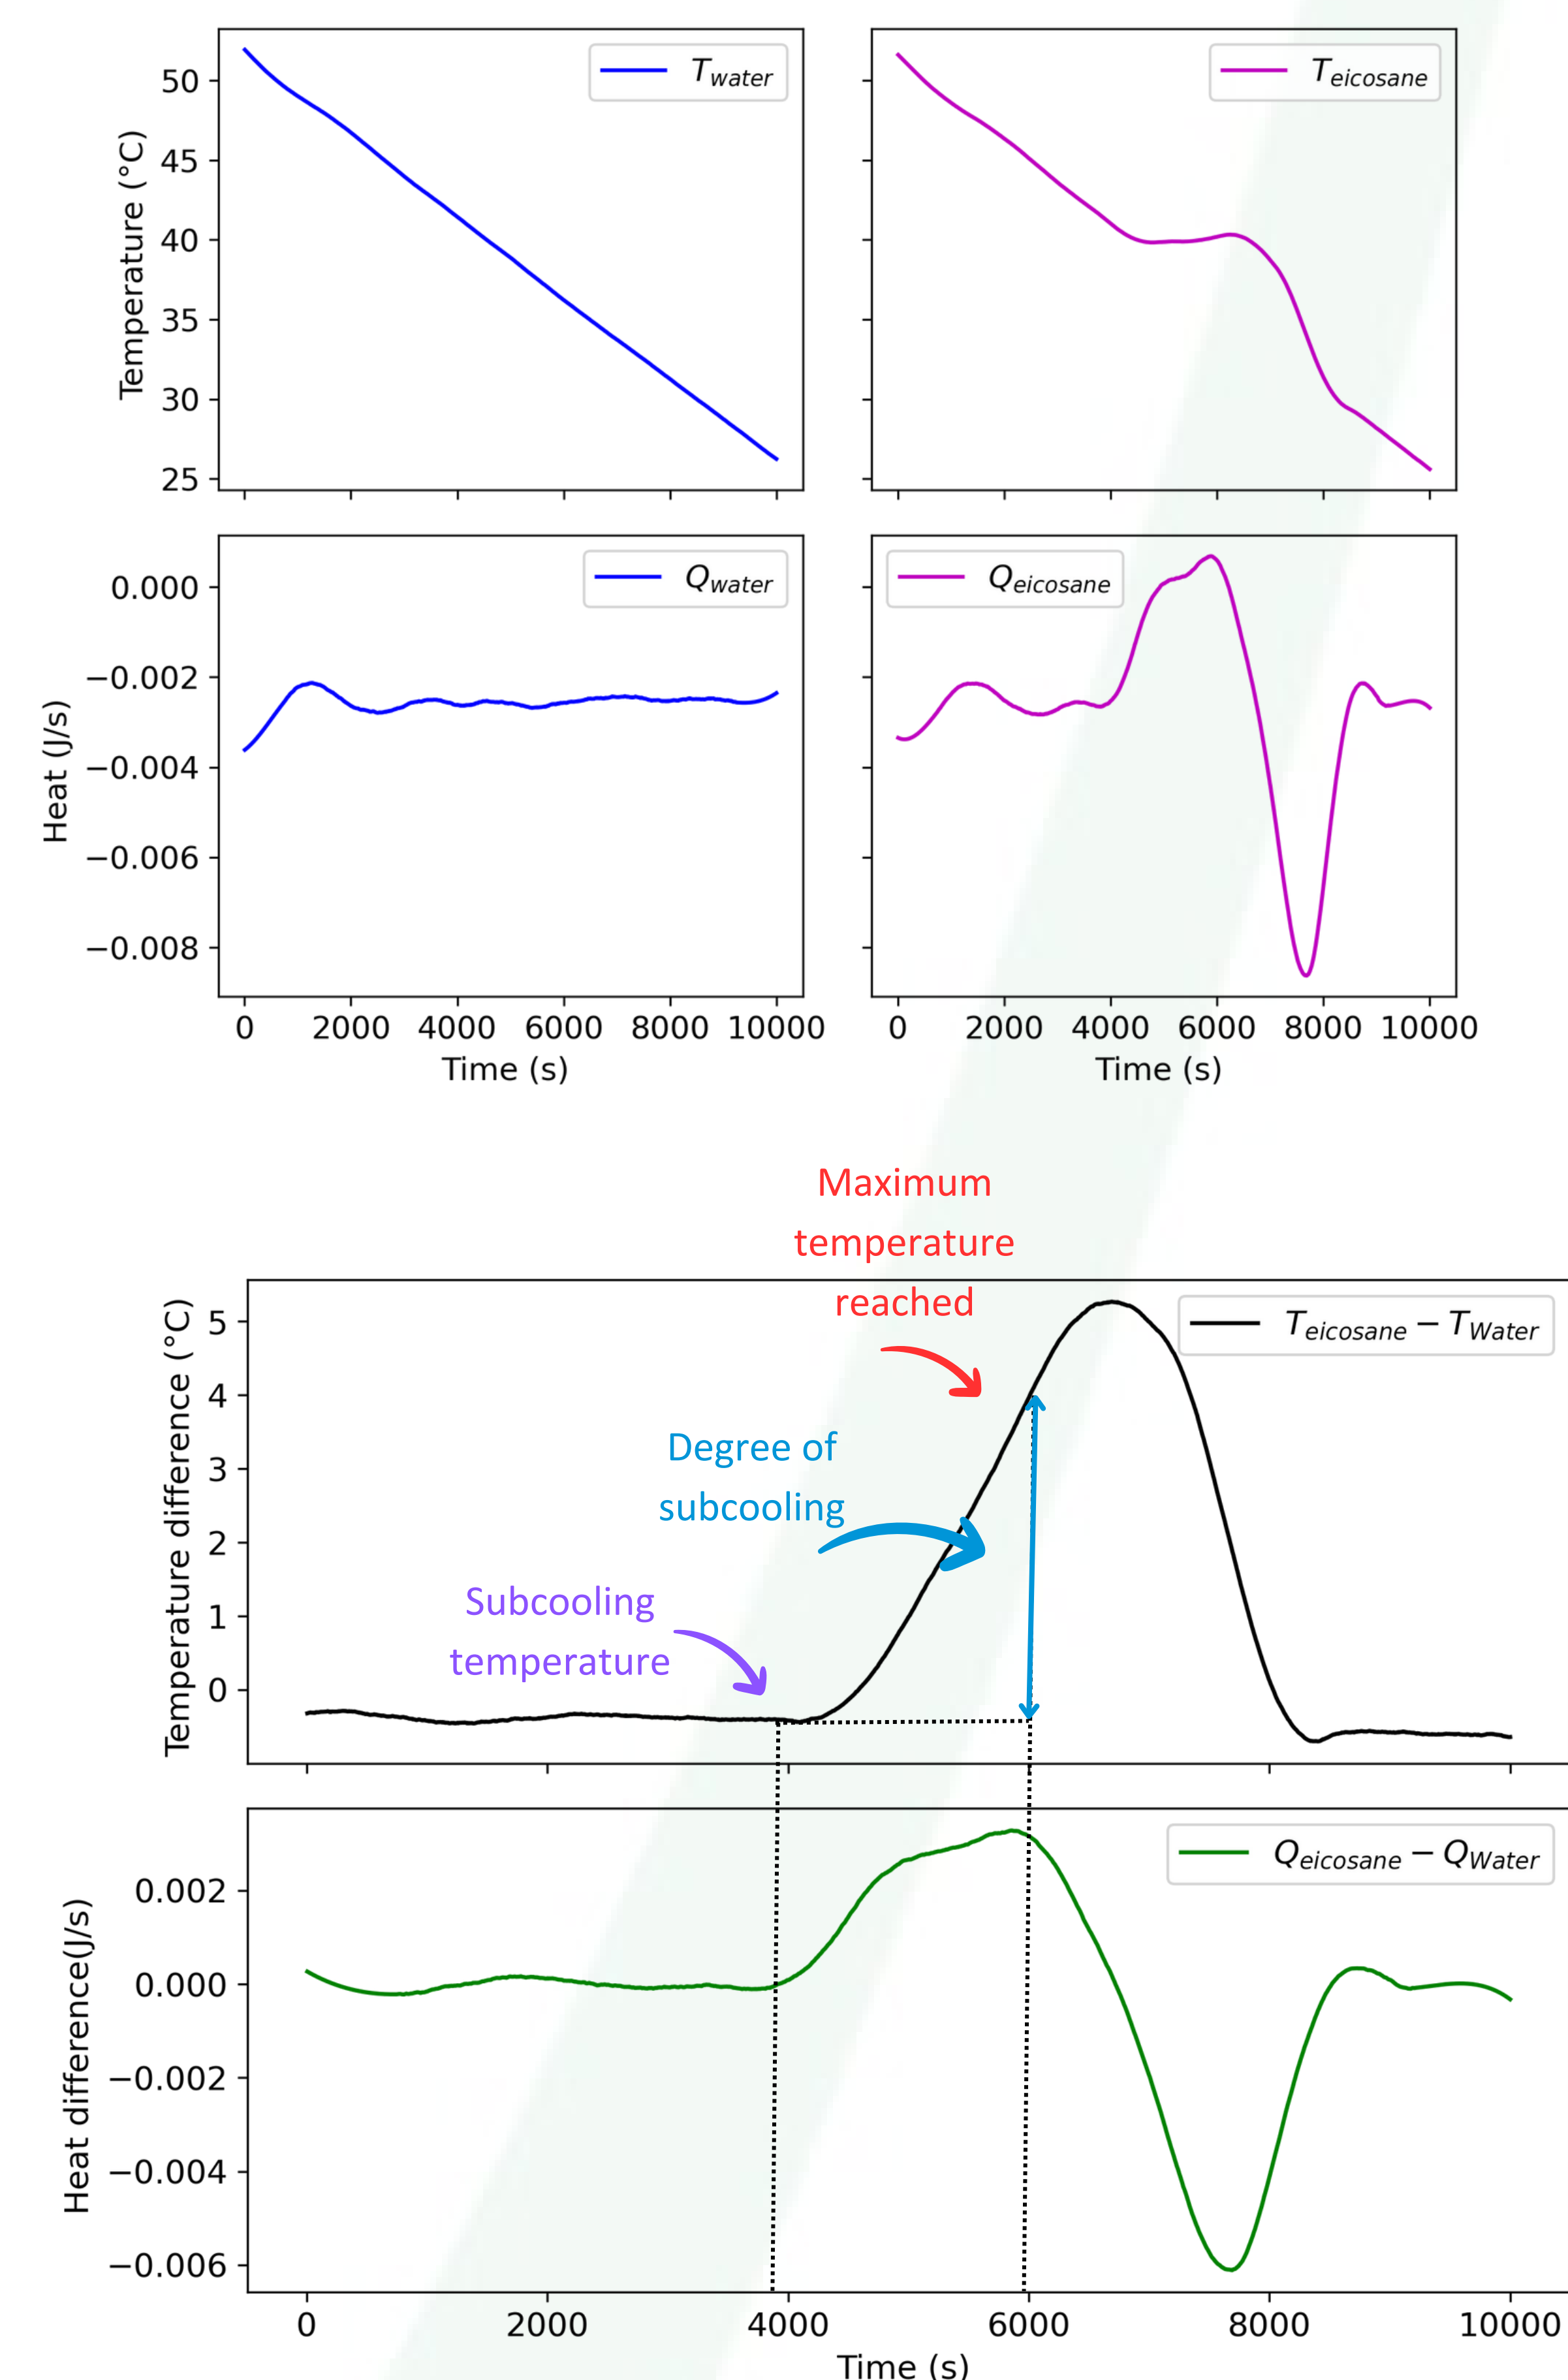 T_water
T_eicosane
Temperature (°C)
50
45
40
35
30
25
Q_water
Q_eicosane
Heat (J/s)
0.000
−0.002
−0.004
−0.006
−0.008
0 2000 4000 6000 8000 10000
0 2000 4000 6000 8000 10000
Time (s)
Time (s)
Maximum
temperature
reached
T_eicosane − T_Water
Temperature difference (°C)
5
4
3
2
1
0
Degree of
subcooling
Subcooling
temperature
Q_eicosane − Q_Water
Heat difference(J/s)
0.002
0.000
−0.002
−0.004
−0.006
0 2000 4000 6000 8000 10000
Time (s)